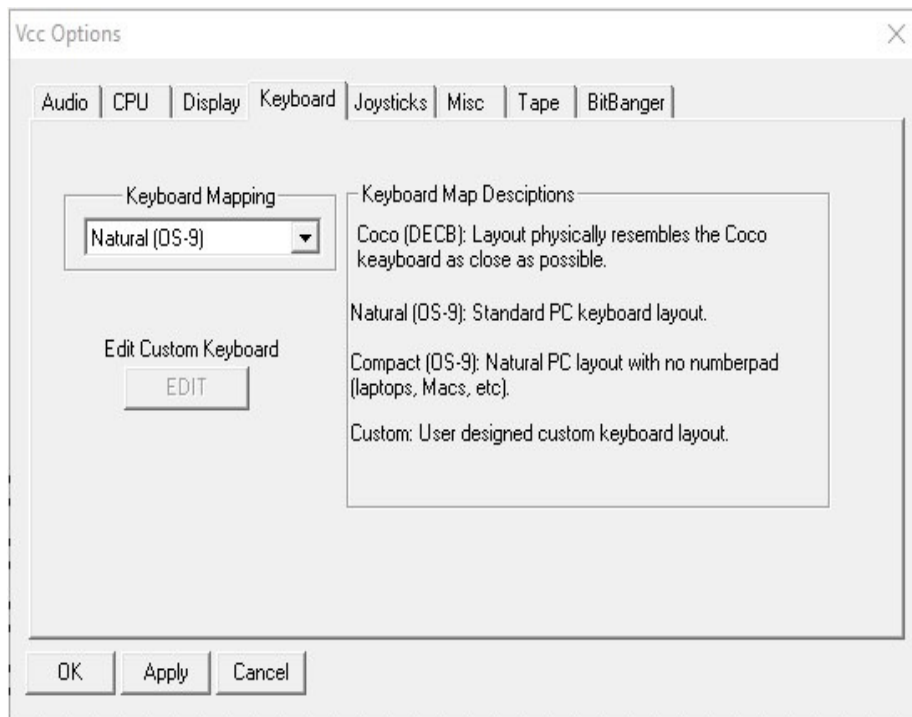 Vcc Options
Audio CPU Display Keyboard Joysticks Misc Tape BitBanger
Keyboard Mapping
Natural (OS-9)
Edit Custom Keyboard
EDIT
Keyboard Map Desciptions
Coco (DECB): Layout physically resembles the Coco
keayboard as close as possible.
Natural (OS-9): Standard PC keyboard layout.
Compact (OS-9): Natural PC layout with no numberpad
(laptops, Macs, etc).
Custom: User designed custom keyboard layout.
OK Apply Cancel